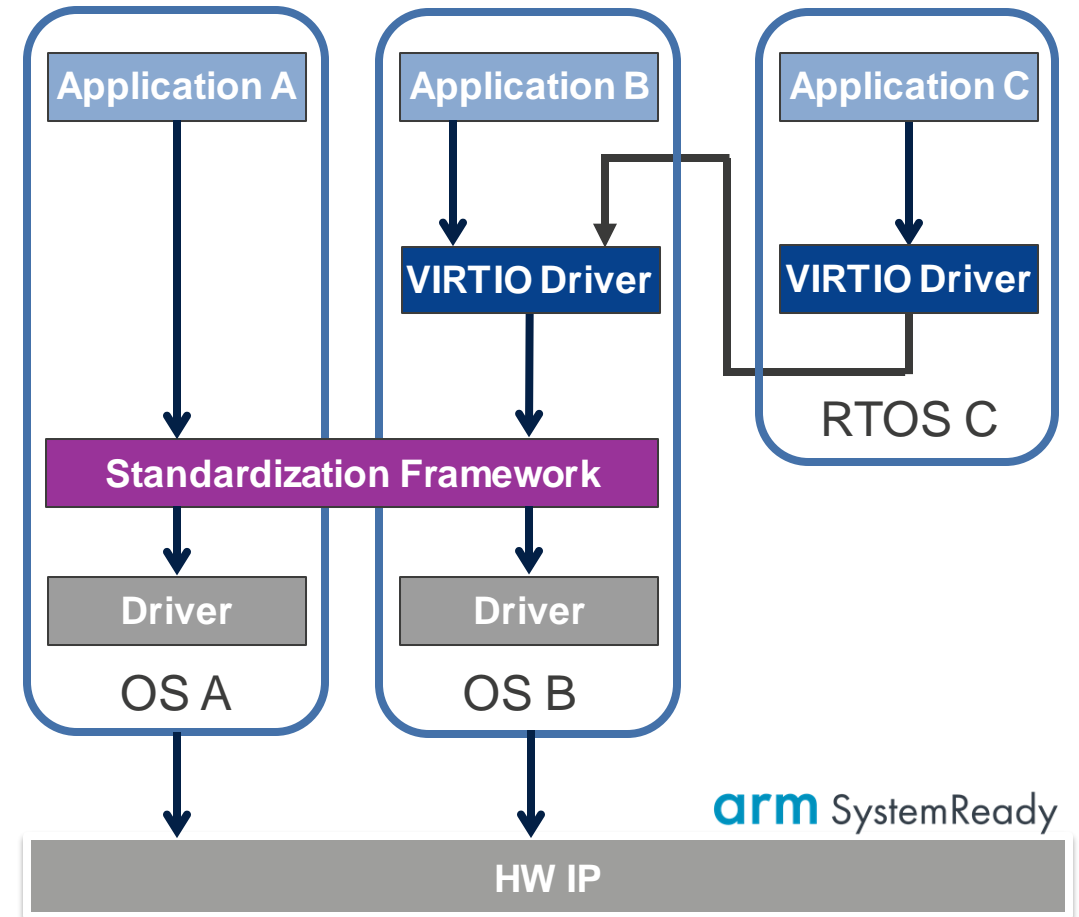 Application A
Application B
Application C
VIRTIO Driver
VIRTIO Driver
RTOS C
Standardization Framework
Driver
Driver
OS A
OS B
arm SystemReady
HW IP